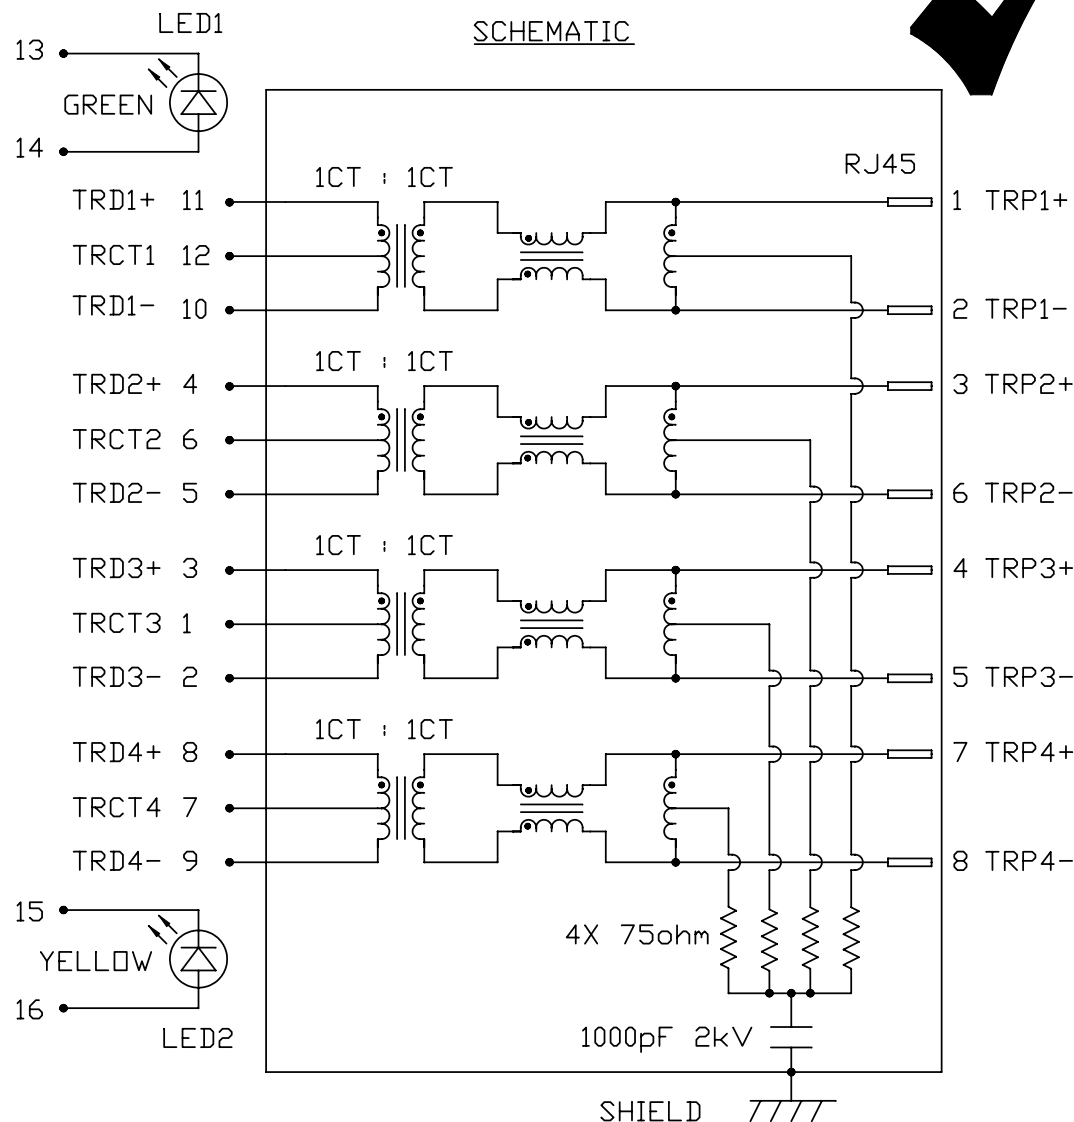 LED1
SCHEMATIC
13
GREEN
14
RJ45
1CT : 1CT
TRD1+ 11
1 TRP1+
TRCT1 12
TRD1- 10
2 TRP1-
1CT : 1CT
TRD2+ 4
3 TRP2+
TRCT2 6
TRD2- 5
6 TRP2-
1CT : 1CT
TRD3+ 3
4 TRP3+
TRCT3 1
TRD3- 2
5 TRP3-
1CT : 1CT
TRD4+ 8
7 TRP4+
TRCT4 7
TRD4- 9
8 TRP4-
15
4X 75ohm
YELLOW
16
LED2
1000pF 2kV
SHIELD